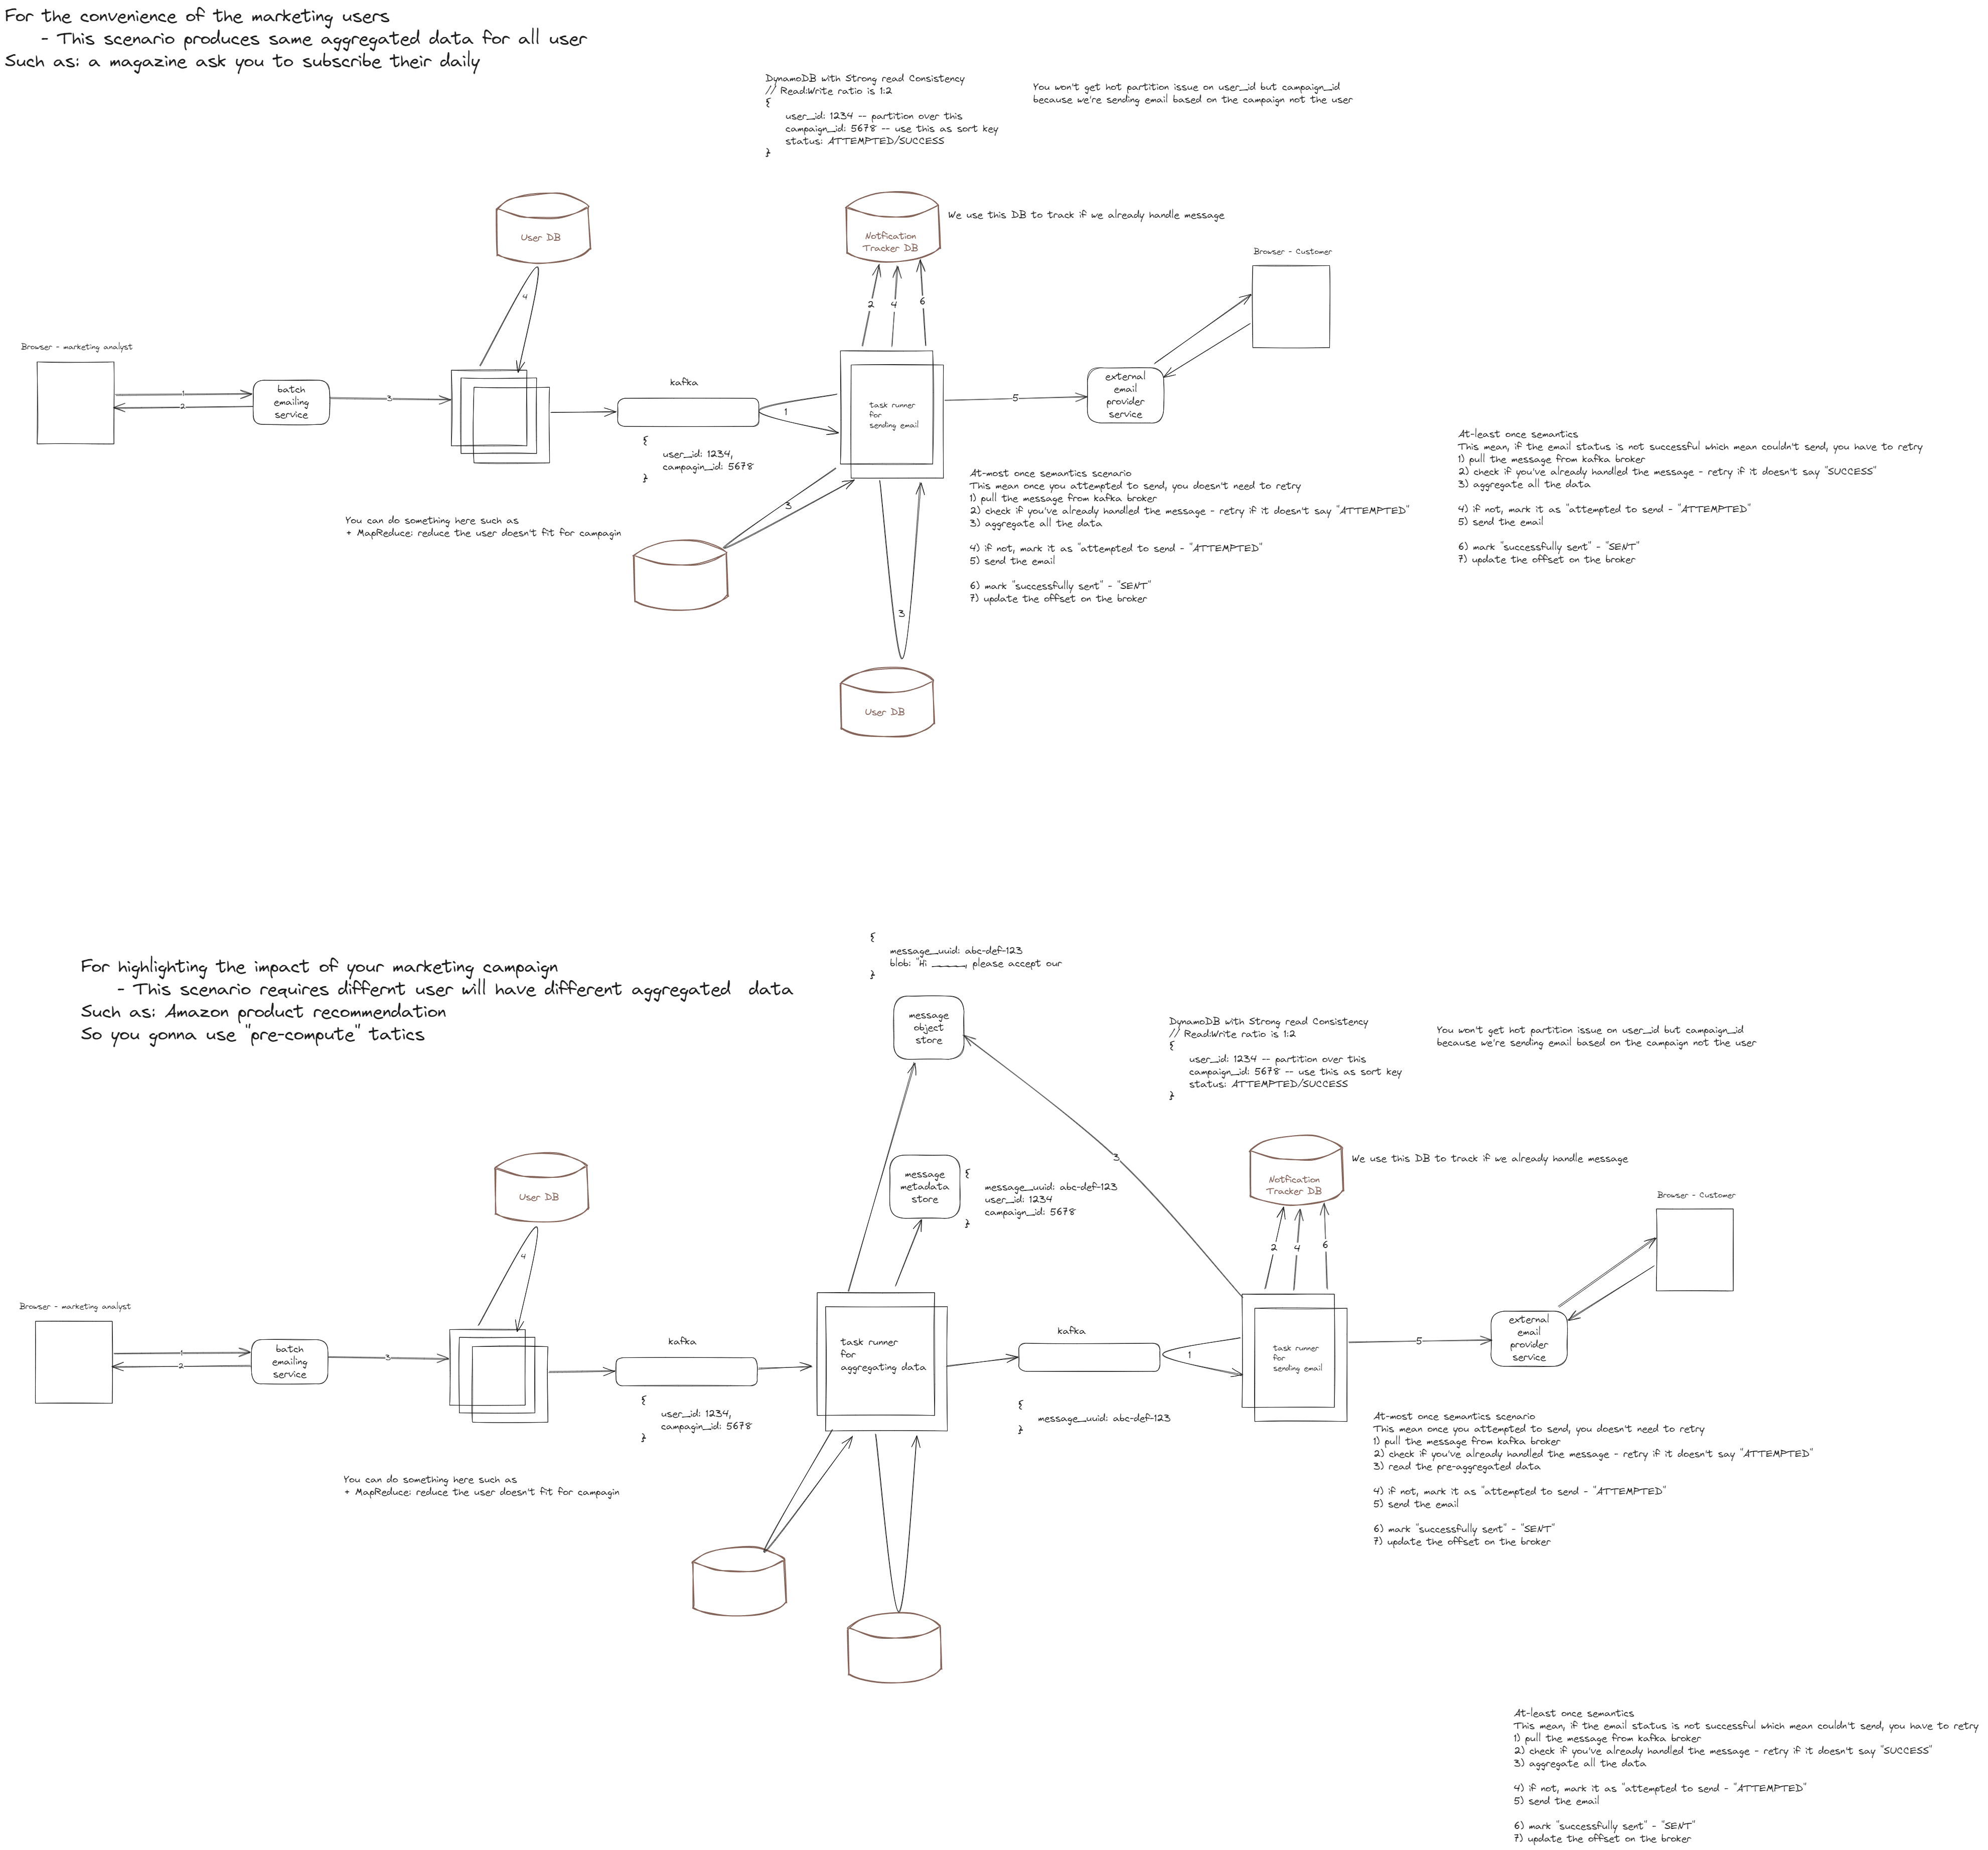 For the convenience of the marketing users
- This scenario produces same aggregated data for all user
Such as: a magazine ask you to subscribe their daily
DynamoDB with Strong read Consistency
// Read:Write ratio is 1:2
{
user_id: 1234 -- partition over this
campaign_id: 5678 -- use this as sort key
status: ATTEMPTED/SUCCESS
}
You won't get hot partition issue on user_id but campaign_id
because we're sending email based on the campaign not the user
User DB
Notfication
Tracker DB
We use this DB to track if we already handle message
Browser - Customer
4
2
4
6
Browser - marketing analyst
1
2
batch
emailing
service
3
kafka
{
user_id: 1234,
campagin_id: 5678
}
1
task runner
for
sending email
5
external
email
provider
service
You can do something here such as
+ MapReduce: reduce the user doesn't fit for campagin
3
3
User DB
At-most once semantics scenario
This mean once you attempted to send, you doesn't need to retry
1) pull the message from kafka broker
2) check if you've already handled the message - retry if it doesn't say "ATTEMPTED"
3) aggregate all the data
4) if not, mark it as "attempted to send - "ATTEMPTED"
5) send the email
6) mark "successfully sent" - "SENT"
7) update the offset on the broker
At-least once semantics
This mean, if the email status is not successful which mean couldn't send, you have to retry
1) pull the message from kafka broker
2) check if you've already handled the message - retry if it doesn't say "SUCCESS"
3) aggregate all the data
4) if not, mark it as "attempted to send - "ATTEMPTED"
5) send the email
6) mark "successfully sent" - "SENT"
7) update the offset on the broker
For highlighting the impact of your marketing campaign
- This scenario requires differnt user will have different aggregated data
Such as: Amazon product recommendation
So you gonna use "pre-compute" tatics
{
message_uuid: abc-def-123
blob: "Hi ______, please accept our
}
message
object
store
DynamoDB with Strong read Consistency
// Read:Write ratio is 1:2
{
user_id: 1234 -- partition over this
campaign_id: 5678 -- use this as sort key
status: ATTEMPTED/SUCCESS
}
You won't get hot partition issue on user_id but campaign_id
because we're sending email based on the campaign not the user
User DB
4
message
metadata
store
{
message_uuid: abc-def-123
user_id: 1234
campaign_id: 5678
}
3
Notfication
Tracker DB
We use this DB to track if we already handle message
Browser - Customer
2
4
6
Browser - marketing analyst
1
2
batch
emailing
service
3
kafka
{
user_id: 1234,
campagin_id: 5678
}
task runner
for
aggregating data
kafka
{
message_uuid: abc-def-123
}
1
task runner
for
sending email
5
external
email
provider
service
You can do something here such as
+ MapReduce: reduce the user doesn't fit for campagin
At-most once semantics scenario
This mean once you attempted to send, you doesn't need to retry
1) pull the message from kafka broker
2) check if you've already handled the message - retry if it doesn't say "ATTEMPTED"
3) read the pre-aggregated data
4) if not, mark it as "attempted to send - "ATTEMPTED"
5) send the email
6) mark "successfully sent" - "SENT"
7) update the offset on the broker
At-least once semantics
This mean, if the email status is not successful which mean couldn't send, you have to retry
1) pull the message from kafka broker
2) check if you've already handled the message - retry if it doesn't say "SUCCESS"
3) aggregate all the data
4) if not, mark it as "attempted to send - "ATTEMPTED"
5) send the email
6) mark "successfully sent" - "SENT"
7) update the offset on the broker